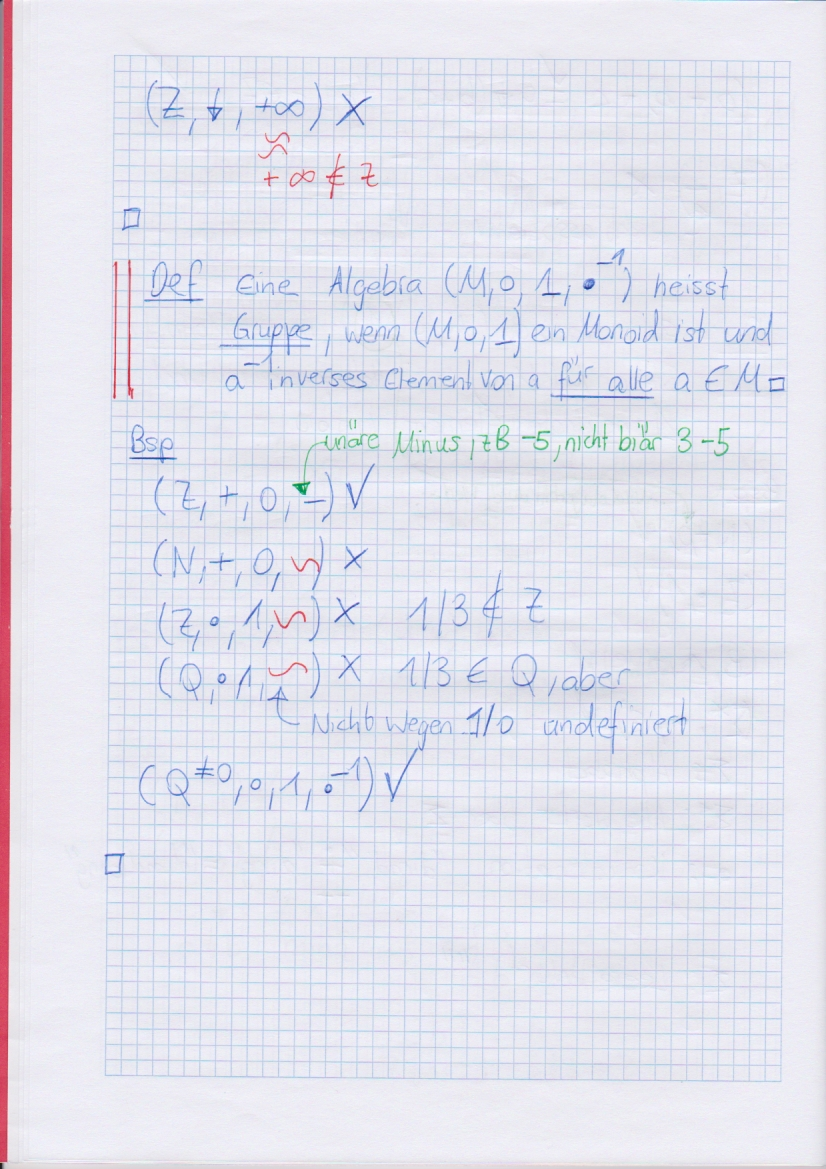 (Z, ↓, +∞) X
+∞ ∉ Z
Def Eine Algebra (M, o, 1, •⁻¹) heisst
Gruppe, wenn (M, o, 1) ein Monoid ist und
a⁻¹ inverses Element von a für alle a ∈ M □
Bsp unäre Minus, zB -5, nicht biär 3-5
(Z, +, 0, -) √
(N, +, 0, ~) X
(Z, ∘, 1, ~) X 1/3 ∉ Z
(Q, ∘, 1, ~) X 1/3 ∈ Q, aber
Nicht wegen 1/0 undefiniert
(Q≠0, ∘, 1, ∘⁻¹) √